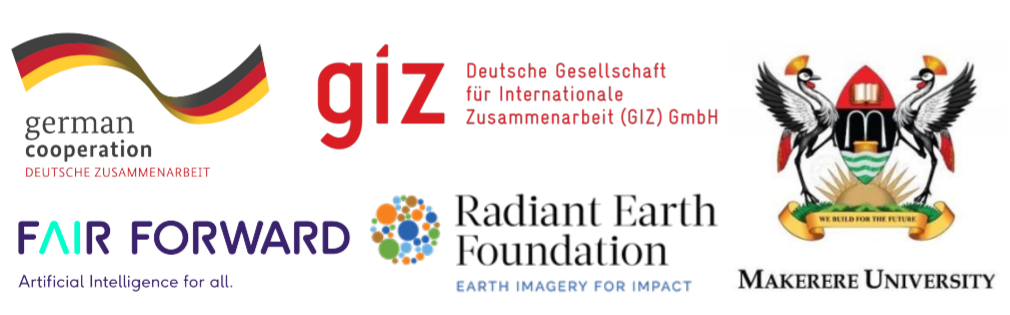 german
cooperation
DEUTSCHE ZUSAMMENARBEIT
giz
Deutsche Gesellschaft
für Internationale
Zusammenarbeit (GIZ) GmbH
WE BUILD FOR THE FUTURE
MAKERERE UNIVERSITY
FAIR FORWARD
Artificial Intelligence for all.
Radiant Earth
Foundation
EARTH IMAGERY FOR IMPACT